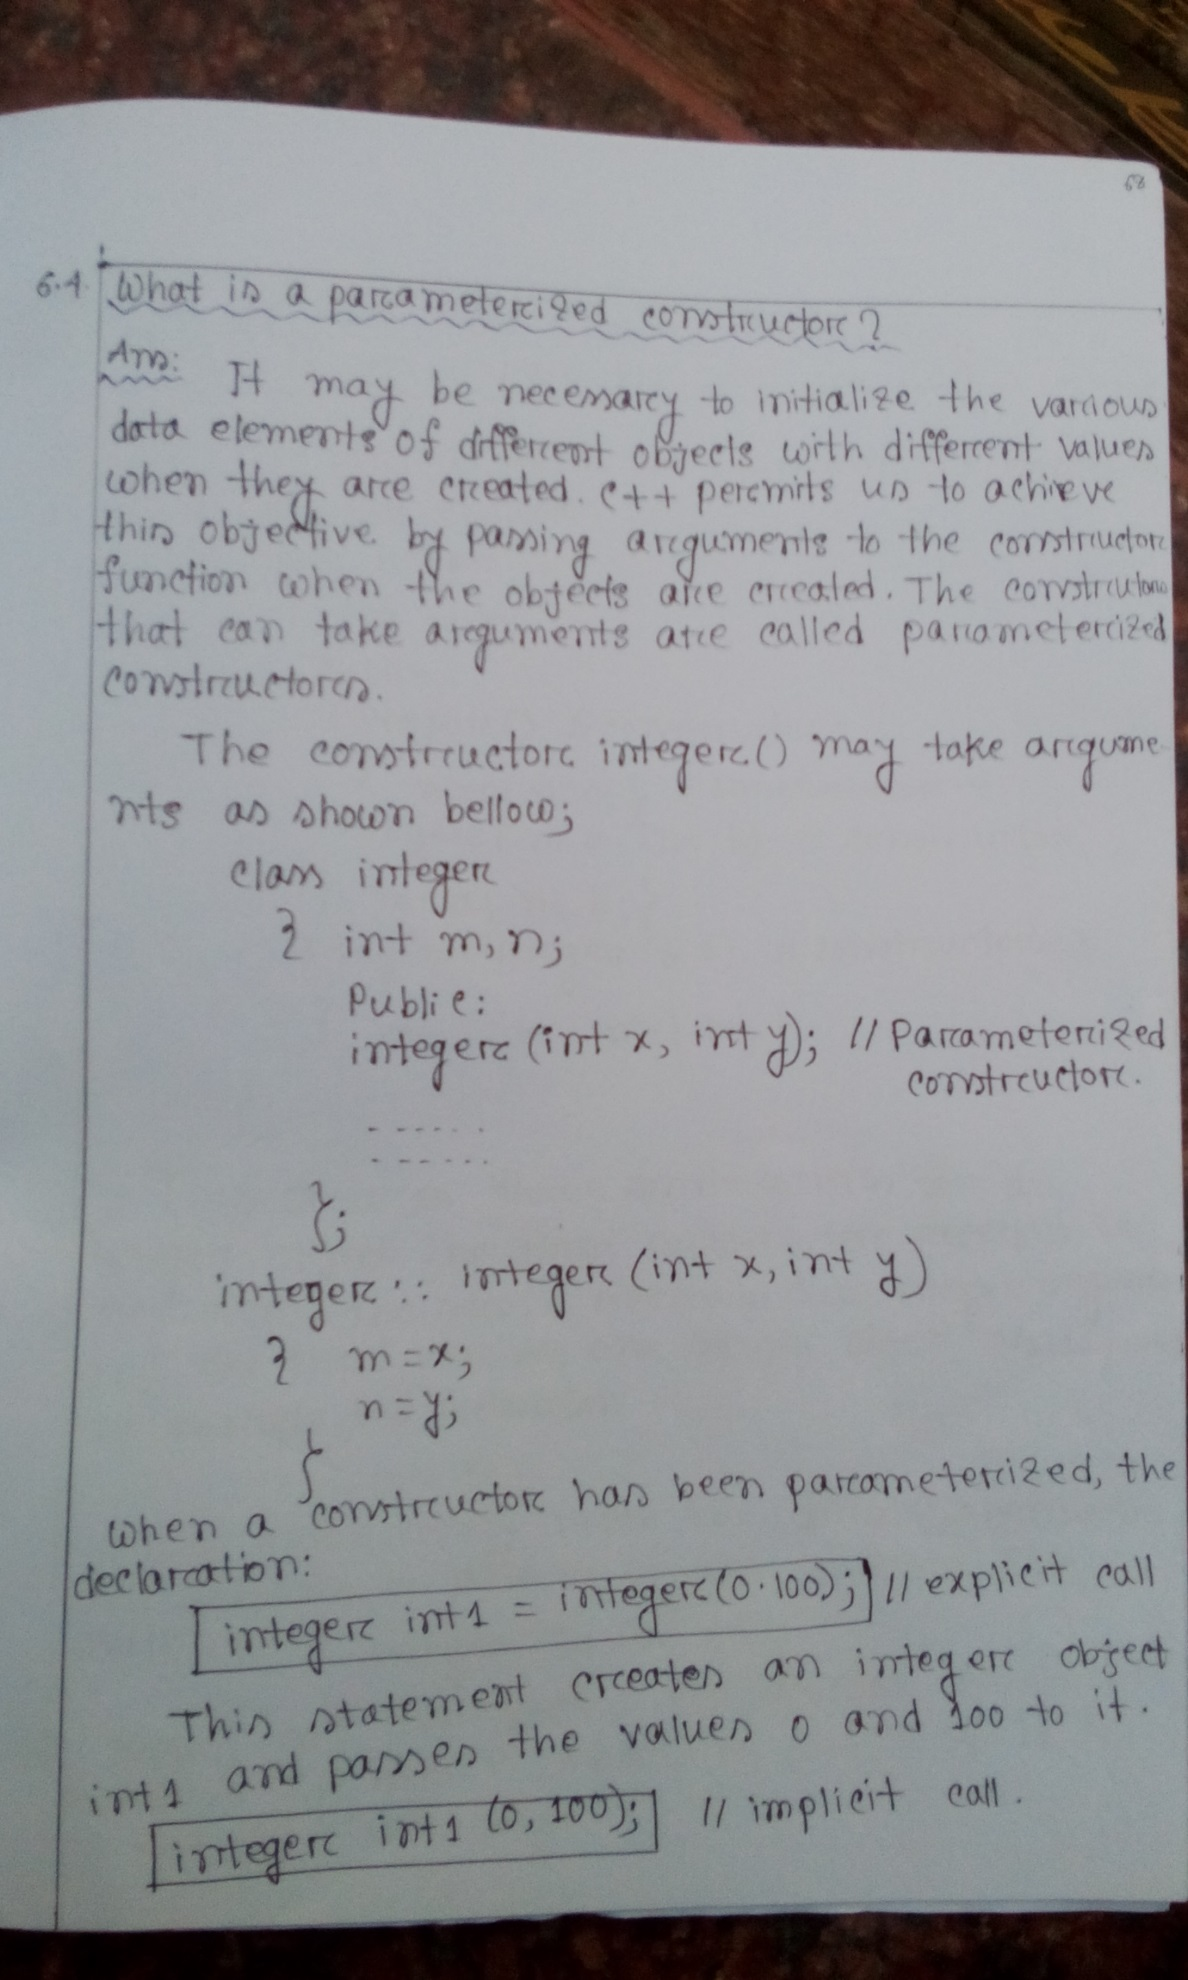 68
6.4 What is a parameterized constructor?
Ans: It may be necessary to initialize the various
data elements of different objects with different values
when they are created. C++ permits us to achieve
this objective by passing arguments to the constructor
function when the objects are created. The constructors
that can take arguments are called parameterized
constructors.
The constructor integer() may take argume
nts as shown bellow;
class integer
{ int m, n;
Public:
integer (int x, int y); // Parameterized
constructor.
......
......
};
integer :: integer (int x, int y)
{ m = x;
n = y;
}
When a constructor has been parameterized, the
declaration:
integer int1 = integer (0.100); // explicit call
This statement creates an integer object
int1 and passes the values 0 and 100 to it.
integer int1 (0, 100); // implicit call.